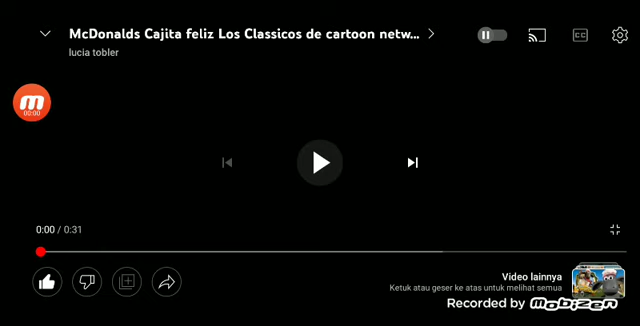 McDonalds Cajita feliz Los Classicos de cartoon netw...
lucia tobler
CC
m
00:00
0:00 / 0:31
Video lainnya
Ketuk atau geser ke atas untuk melihat semua
Recorded by mobizen